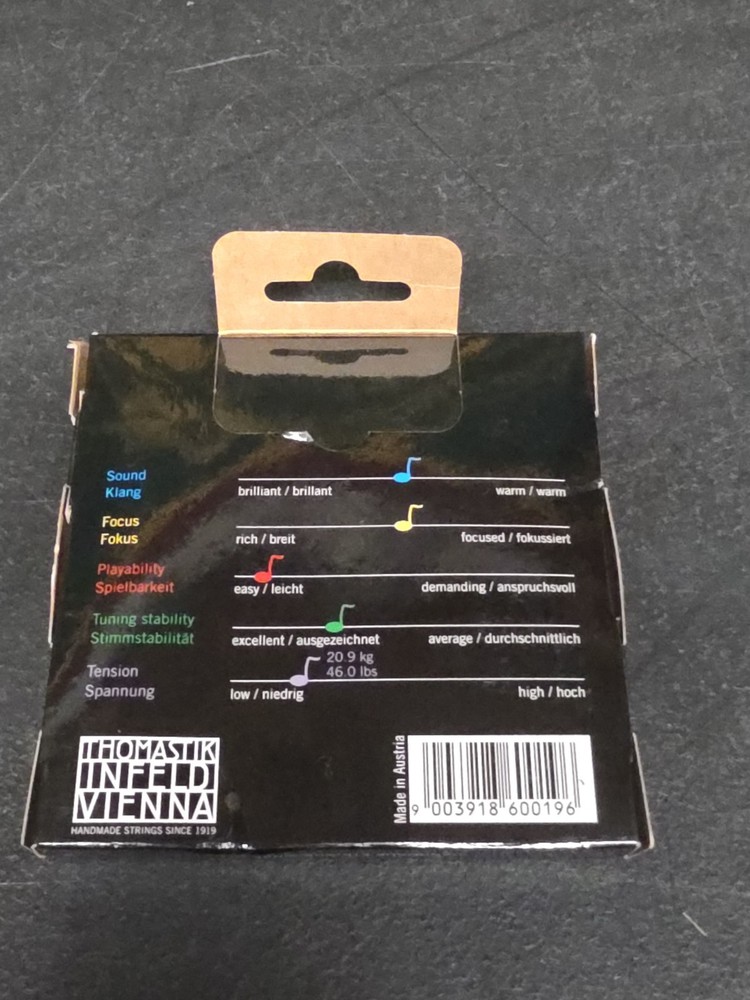 Sound
Klang
brilliant / brillant
warm / warm
Focus
Fokus
rich / breit
focused / fokussiert
Playability
Spielbarkeit
easy / leicht
demanding / anspruchsvoll
Tuning stability
Stimmstabilität
excellent / ausgezeichnet
average / durchschnittlich
Tension
Spannung
20.9 kg
46.0 lbs
low / niedrig
high / hoch
THOMASTIK
INFELD
VIENNA
HANDMADE STRINGS SINCE 1919
Made in Austria
9 003918 600196